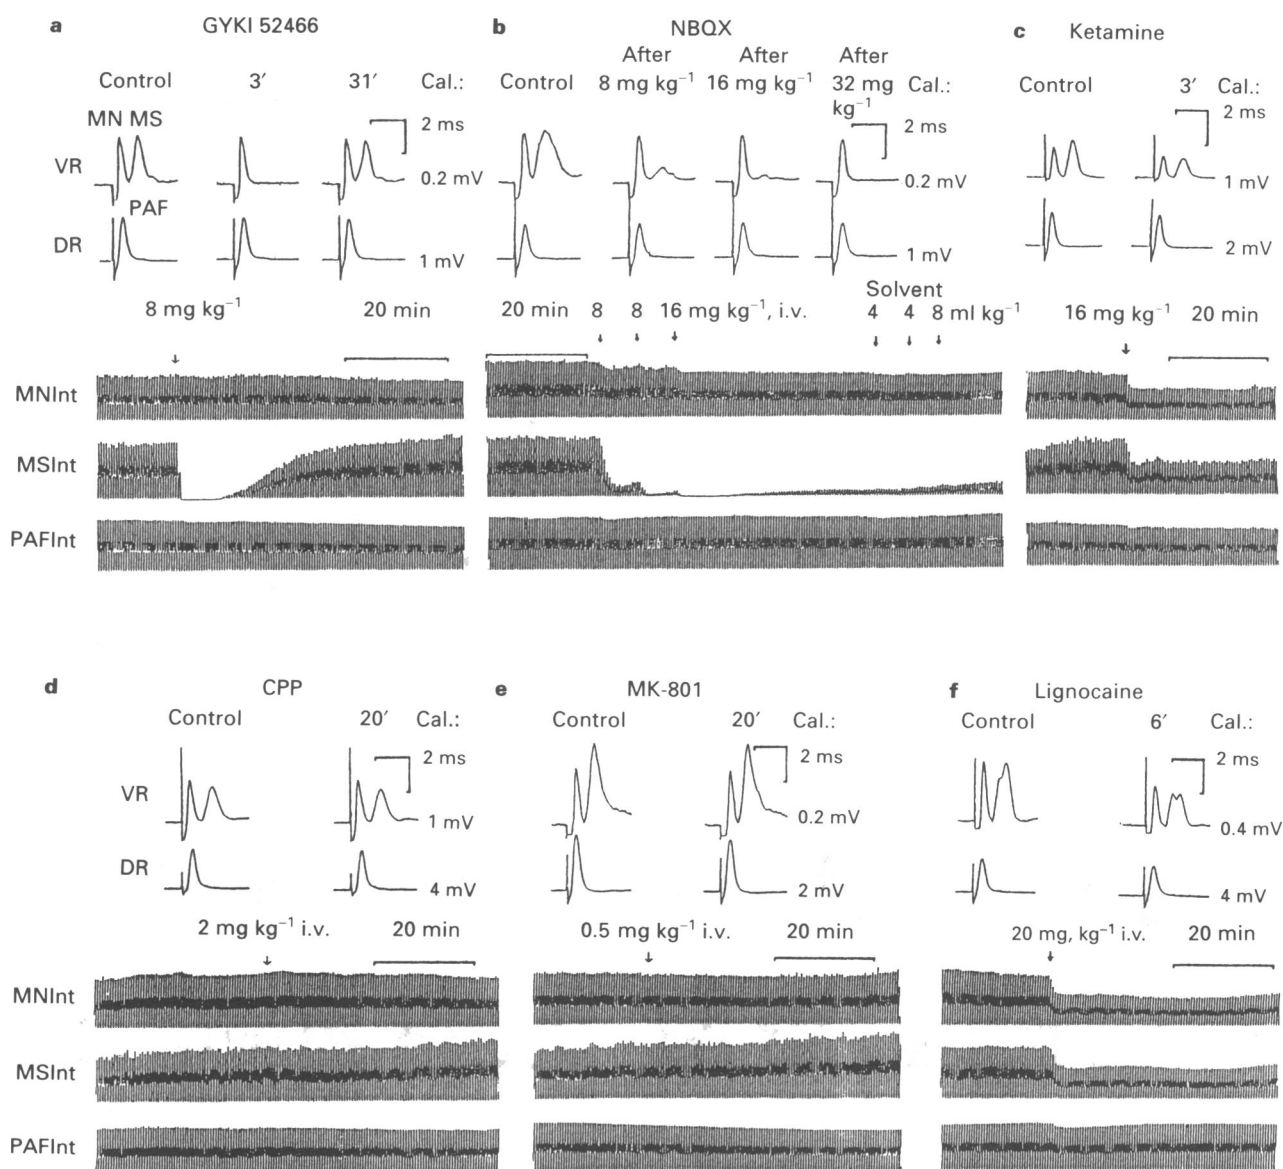 a GYKI 52466
Control 3′ 31′ Cal.:
MN MS
2 ms
VR
0.2 mV
PAF
DR
1 mV
8 mg kg⁻¹ 20 min
MNInt
MSInt
PAFInt
b NBQX
Control After 8 mg kg⁻¹ After 16 mg kg⁻¹ After 32 mg kg⁻¹ Cal.:
2 ms
0.2 mV
1 mV
Solvent
20 min 8 8 16 mg kg⁻¹, i.v. 4 4 8 ml kg⁻¹
c Ketamine
Control 3′ Cal.:
2 ms
1 mV
2 mV
16 mg kg⁻¹ 20 min
d CPP
Control 20′ Cal.:
2 ms
VR
1 mV
DR
4 mV
2 mg kg⁻¹ i.v. 20 min
MNInt
MSInt
PAFInt
e MK-801
Control 20′ Cal.:
2 ms
0.2 mV
2 mV
0.5 mg kg⁻¹ i.v. 20 min
f Lignocaine
Control 6′ Cal.:
2 ms
0.4 mV
4 mV
20 mg, kg⁻¹ i.v. 20 min